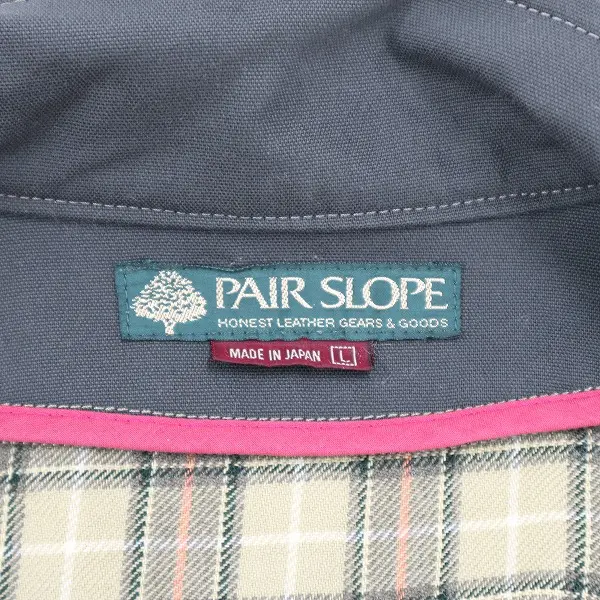 PAIR SLOPE
HONEST LEATHER GEARS & GOODS
MADE IN JAPAN L